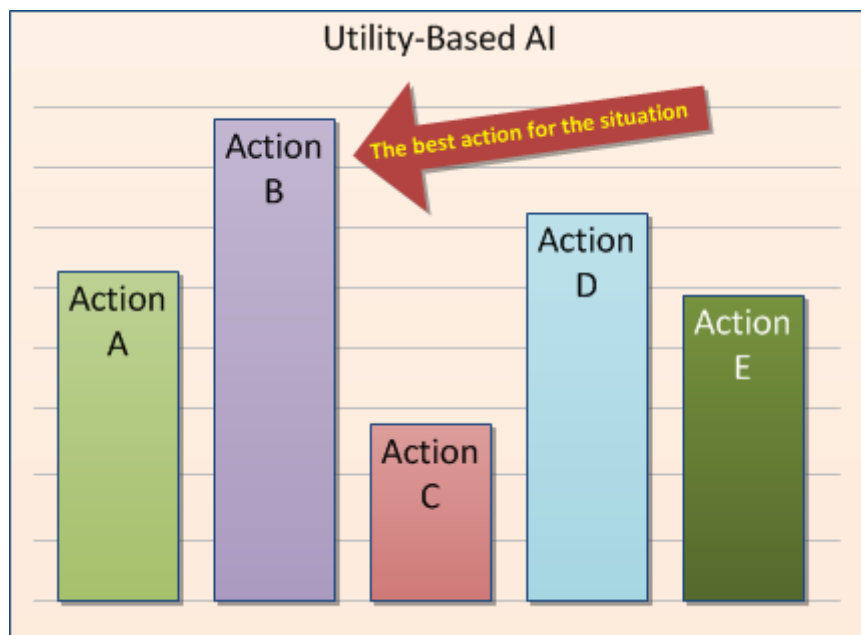 Utility-Based AI
The best action for the situation
Action
A
Action
B
Action
C
Action
D
Action
E